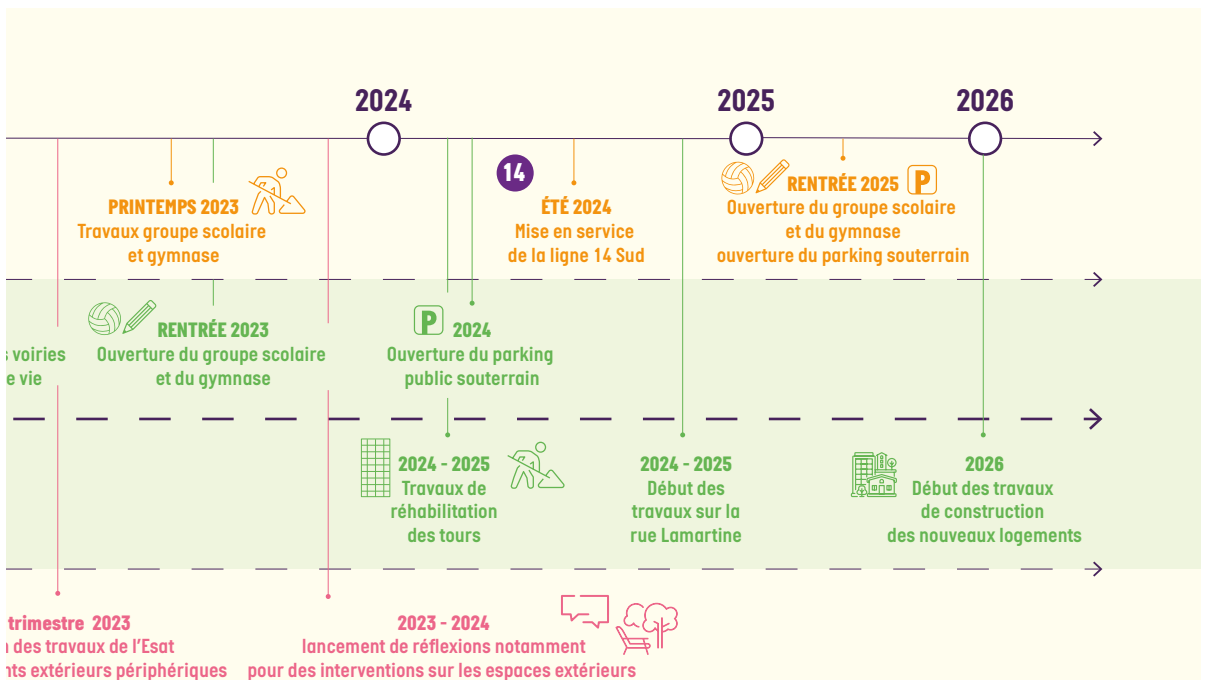 2024
2025
2026
14
P
PRINTEMPS 2023
Travaux groupe scolaire
et gymnase
ÉTÉ 2024
Mise en service
de la ligne 14 Sud
RENTRÉE 2025
Ouverture du groupe scolaire
et du gymnase
ouverture du parking souterrain
voiries
vie
RENTRÉE 2023
Ouverture du groupe scolaire
et du gymnase
P
2024
Ouverture du parking
public souterrain
2024 - 2025
Travaux de
réhabilitation
des tours
2024 - 2025
Début des
travaux sur la
rue Lamartine
2026
Début des travaux
de construction
des nouveaux logements
trimestre 2023
des travaux de l'Esat
extérieurs périphériques
2023 - 2024
lancement de réflexions notamment
pour des interventions sur les espaces extérieurs